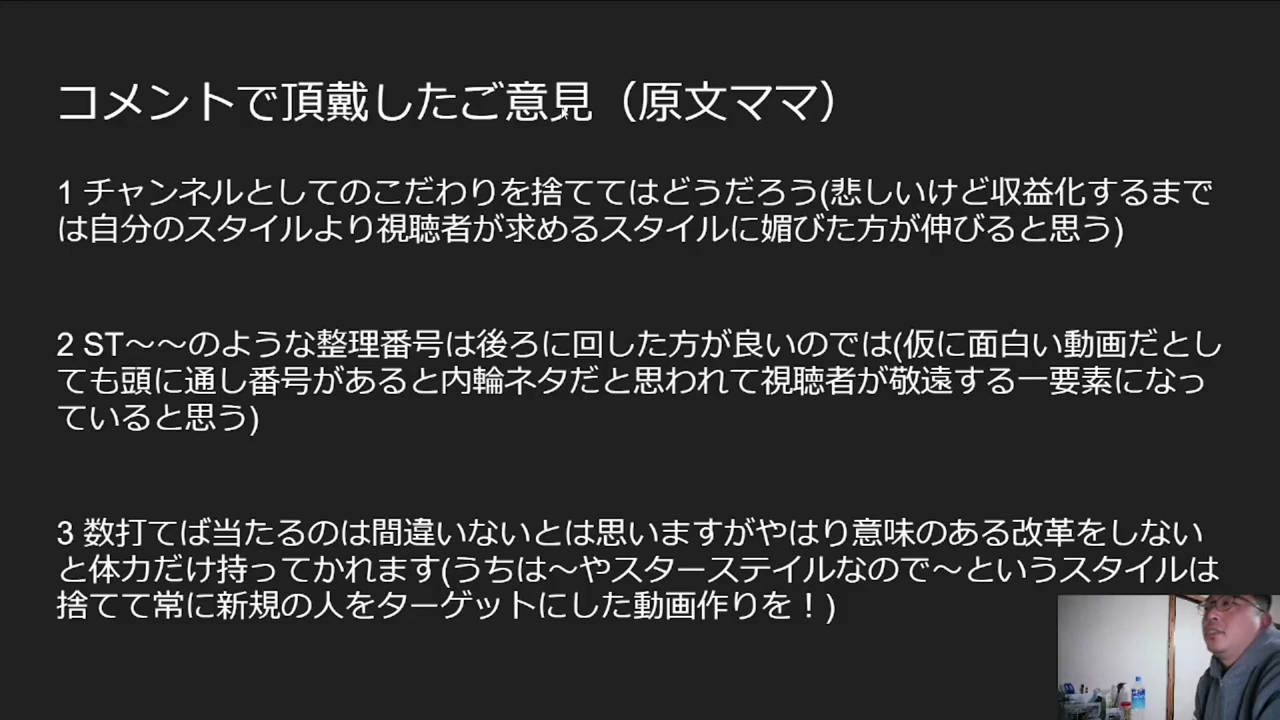 コメントで頂戴したご意見（原文ママ）
1 チャンネルとしてのこだわりを捨ててはどうだろう(悲しいけど収益化するまで
は自分のスタイルより視聴者が求めるスタイルに媚びた方が伸びると思う)
2 ST～～のような整理番号は後ろに回した方が良いのでは(仮に面白い動画だとし
ても頭に通し番号があると内輪ネタだと思われて視聴者が敬遠する一要素になっ
ていると思う)
3 数打てば当たるのは間違いないとは思いますがやはり意味のある改革をしない
と体力だけ持ってかれます(うちは～やスターステイルなので～というスタイルは
捨てて常に新規の人をターゲットにした動画作りを！)